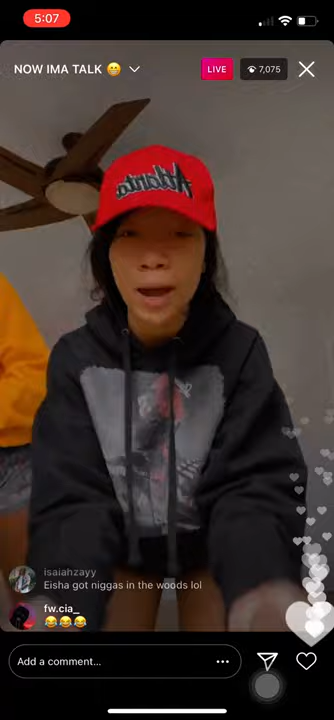 5:07
NOW IMA TALK 😁
LIVE
7,075
Atlanta
isaiahzayy
Eisha got niggas in the woods lol
fw.cia_
😂😂😂
Add a comment...